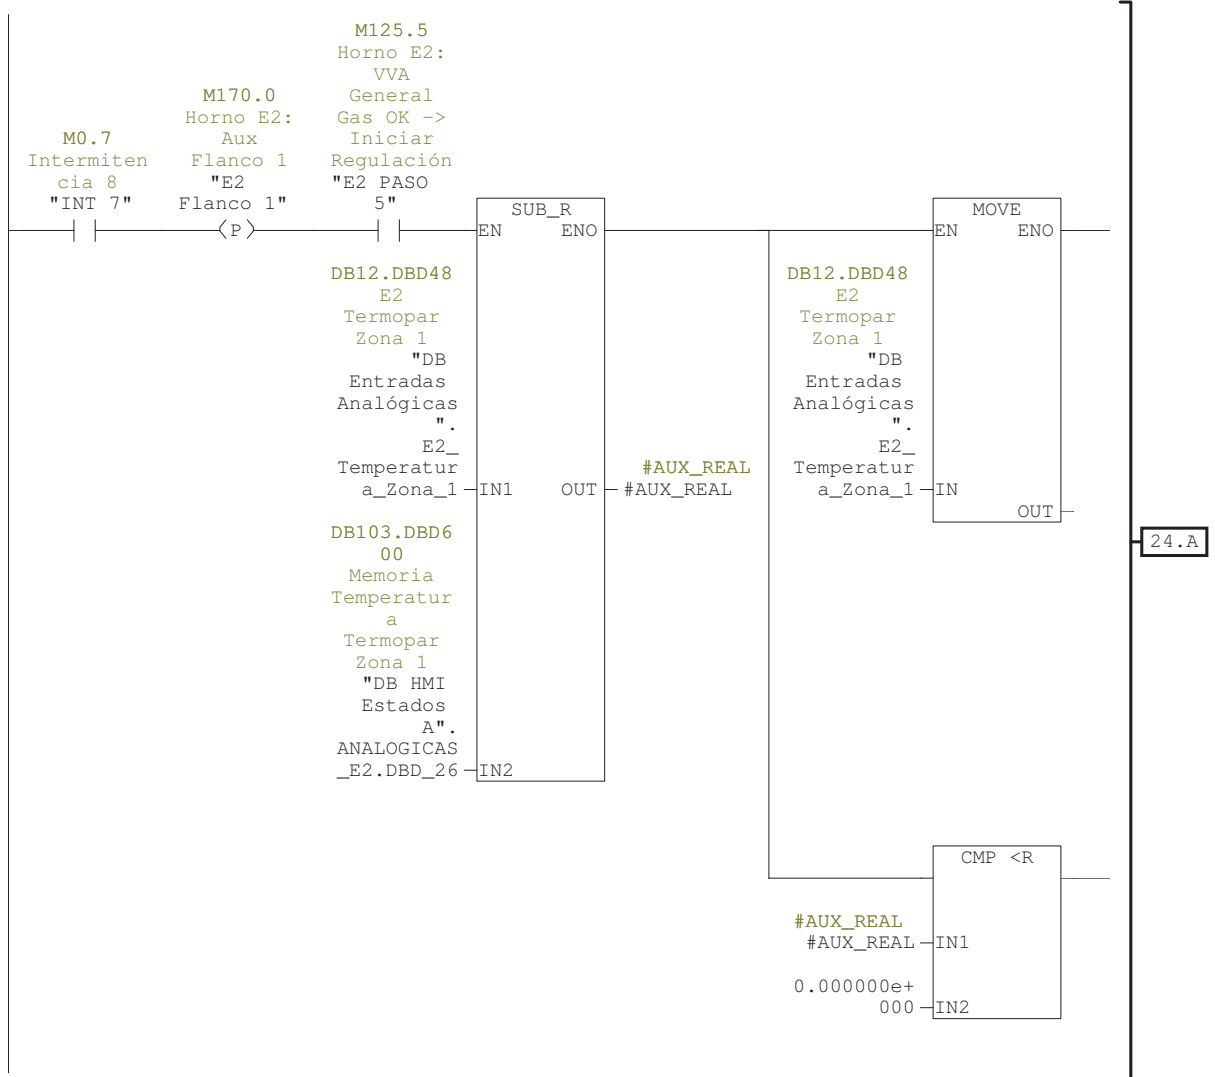 M0.7
Intermiten
cia 8
"INT 7"
M170.0
Horno E2:
Aux
Flanco 1
"E2
Flanco 1"
P
M125.5
Horno E2:
VVA
General
Gas OK ->
Iniciar
Regulación
"E2 PASO
5"
SUB_R
EN ENO
DB12.DBD48
E2
Termopar
Zona 1
"DB
Entradas
Analógicas
".
E2_
Temperatur
a_Zona_1
IN1 OUT
#AUX_REAL
#AUX_REAL
DB103.DBD6
00
Memoria
Temperatur
a
Termopar
Zona 1
"DB HMI
Estados
A".
ANALOGICAS
_E2.DBD_26
IN2
MOVE
EN ENO
DB12.DBD48
E2
Termopar
Zona 1
"DB
Entradas
Analógicas
".
E2_
Temperatur
a_Zona_1
IN
OUT
CMP <R
#AUX_REAL
#AUX_REAL
IN1
0.000000e+
000
IN2
24.A